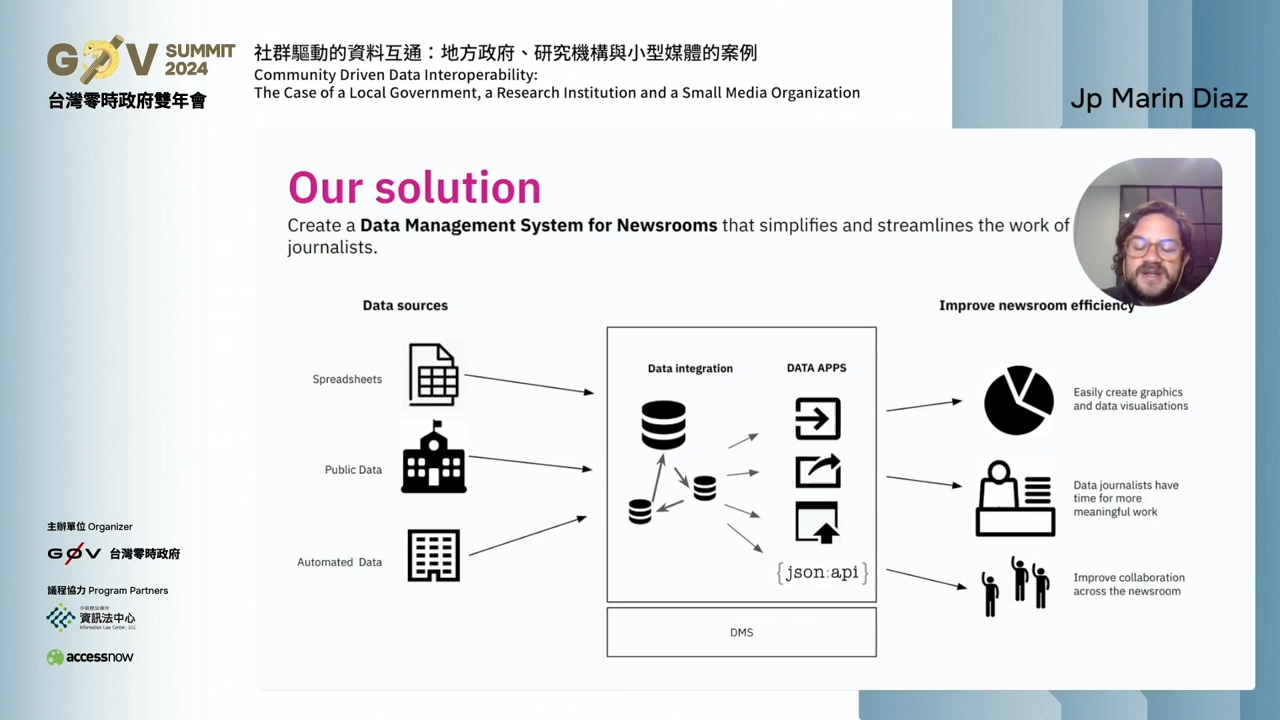 G0V SUMMIT
2024
台灣零時政府雙年會
社群驅動的資料互通：地方政府、研究機構與小型媒體的案例
Community Driven Data Interoperability:
The Case of a Local Government, a Research Institution and a Small Media Organization
Jp Marin Diaz
Our solution
Create a Data Management System for Newsrooms that simplifies and streamlines the work of
journalists.
Data sources
Spreadsheets
Public Data
Automated Data
Data integration
DATA APPS
{json:api}
DMS
Improve newsroom efficiency
Easily create graphics
and data visualisations
Data journalists have
time for more
meaningful work
Improve collaboration
across the newsroom
主辦單位 Organizer
G0V 台灣零時政府
議程協力 Program Partners
資訊法中心
Information Law Center, IIAS
accessnow